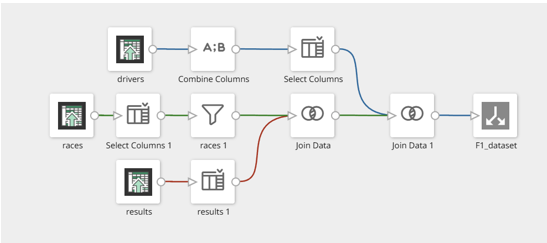 A;B
drivers
Combine Columns
Select Columns
races
Select Columns 1
races 1
Join Data
Join Data 1
F1_dataset
results
results 1